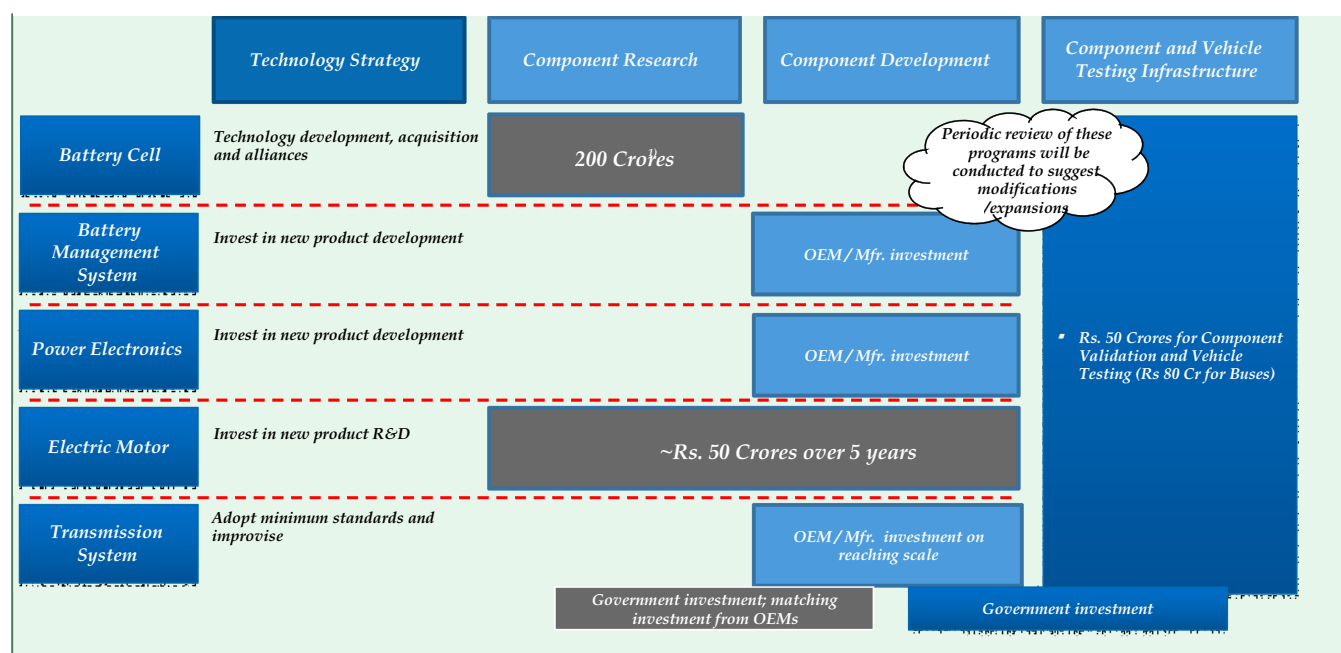 Technology Strategy
Component Research
Component Development
Component and Vehicle
Testing Infrastructure
Battery Cell
Technology development, acquisition
and alliances
200 Crores
1)
Periodic review of these
programs will be
conducted to suggest
modifications
/expansions
Battery
Management
System
Invest in new product development
OEM / Mfr. investment
Power Electronics
Invest in new product development
OEM / Mfr. investment
▪ Rs. 50 Crores for Component
Validation and Vehicle
Testing (Rs 80 Cr for Buses)
Electric Motor
Invest in new product R&D
~Rs. 50 Crores over 5 years
Transmission
System
Adopt minimum standards and
improvise
OEM / Mfr. investment on
reaching scale
Government investment; matching
investment from OEMs
Government investment